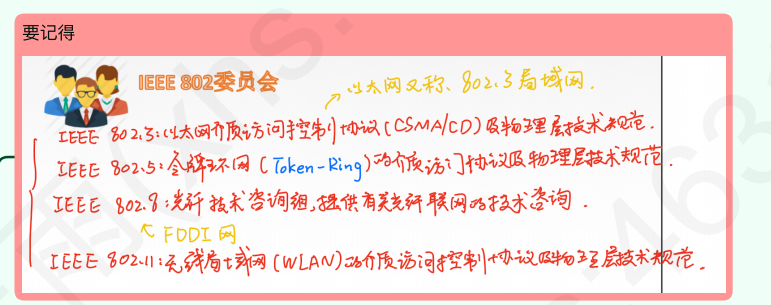 要记得
IEEE 802委员会
以太网又称、802.3局域网.
IEEE 802.3:以太网介质访问控制协议(CSMA/CD)及物理层技术规范.
IEEE 802.5:令牌环网(Token-Ring)的介质访门协议及物理层技术规范.
IEEE 802.8:光纤技术咨询组,提供有关光纤联网的技术咨询.
FDDI网
IEEE 802.11:无线局域网(WLAN)的介质访问控制协议及物理层技术规范.